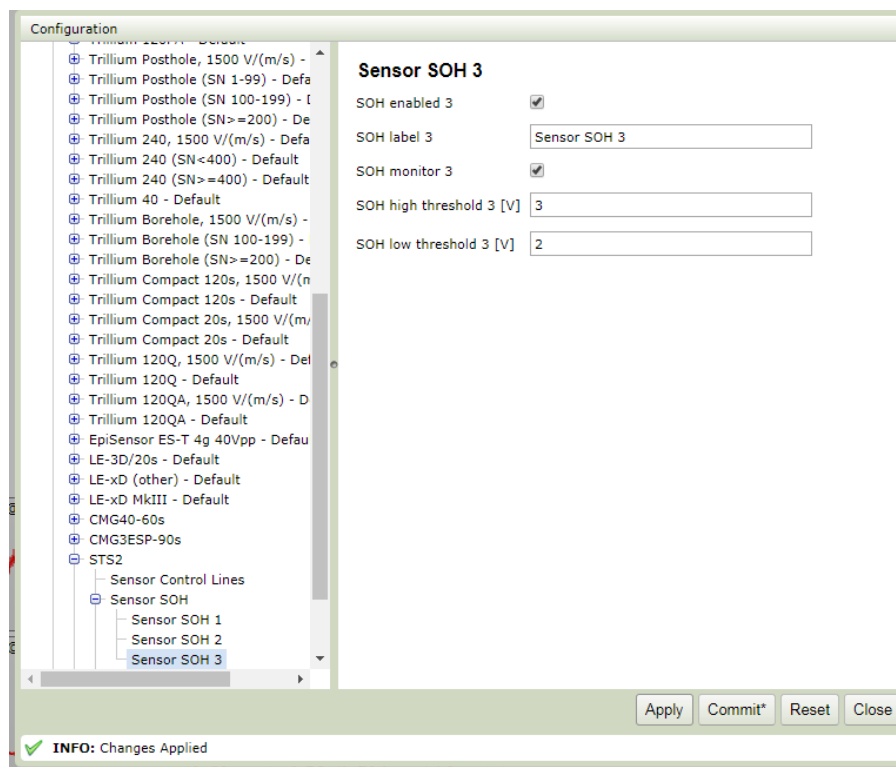 Configuration
Trillium 120PA - Default
Trillium Posthole, 1500 V/(m/s) -
Trillium Posthole (SN 1-99) - Defa
Trillium Posthole (SN 100-199) - D
Trillium Posthole (SN>=200) - De
Trillium 240, 1500 V/(m/s) - Defa
Trillium 240 (SN<400) - Default
Trillium 240 (SN>=400) - Default
Trillium 40 - Default
Trillium Borehole, 1500 V/(m/s) -
Trillium Borehole (SN 100-199) -
Trillium Borehole (SN>=200) - De
Trillium Compact 120s, 1500 V/(m
Trillium Compact 120s - Default
Trillium Compact 20s, 1500 V/(m/
Trillium Compact 20s - Default
Trillium 120Q, 1500 V/(m/s) - Def
Trillium 120Q - Default
Trillium 120QA, 1500 V/(m/s) - D
Trillium 120QA - Default
EpiSensor ES-T 4g 40Vpp - Defau
LE-3D/20s - Default
LE-xD (other) - Default
LE-xD MkIII - Default
CMG40-60s
CMG3ESP-90s
STS2
Sensor Control Lines
Sensor SOH
Sensor SOH 1
Sensor SOH 2
Sensor SOH 3
Sensor SOH 3
SOH enabled 3
SOH label 3 Sensor SOH 3
SOH monitor 3
SOH high threshold 3 [V] 3
SOH low threshold 3 [V] 2
Apply Commit* Reset Close
INFO: Changes Applied